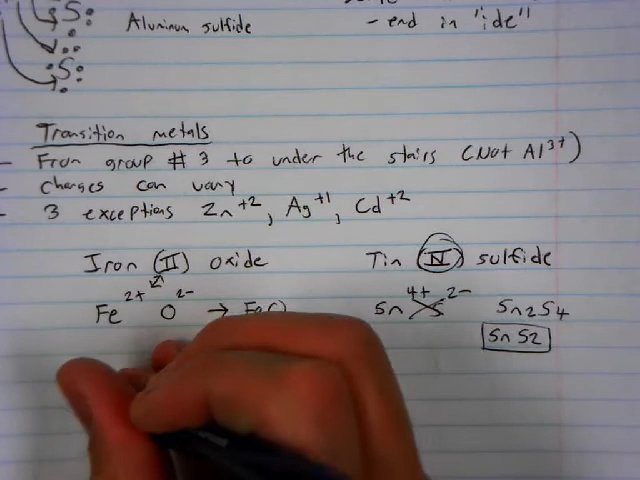 :S:
Aluminum sulfide - end in "ide"
:S:
Transition metals
- From group # 3 to under the stairs (Not Al3+)
- Charges can vary
- 3 exceptions Zn+2, Ag+1, Cd+2
Iron (II) oxide Tin (IV) sulfide
Fe2+ O2- → FeO Sn4+ S2- Sn2S4
SnS2